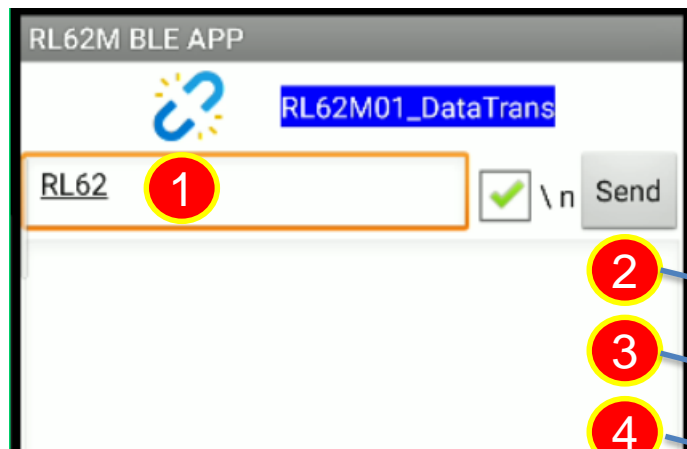 RL62M BLE APP
RL62M01_DataTrans
RL62 1 \ n Send
2
3
4